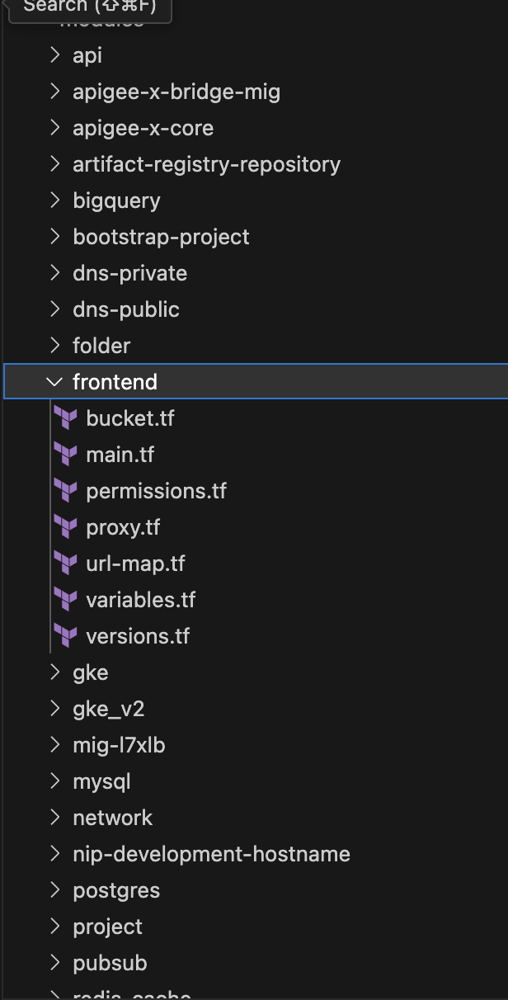 Search (⇧⌘F)
modules
api
apigee-x-bridge-mig
apigee-x-core
artifact-registry-repository
bigquery
bootstrap-project
dns-private
dns-public
folder
frontend
bucket.tf
main.tf
permissions.tf
proxy.tf
url-map.tf
variables.tf
versions.tf
gke
gke_v2
mig-l7xlb
mysql
network
nip-development-hostname
postgres
project
pubsub
redis_cache